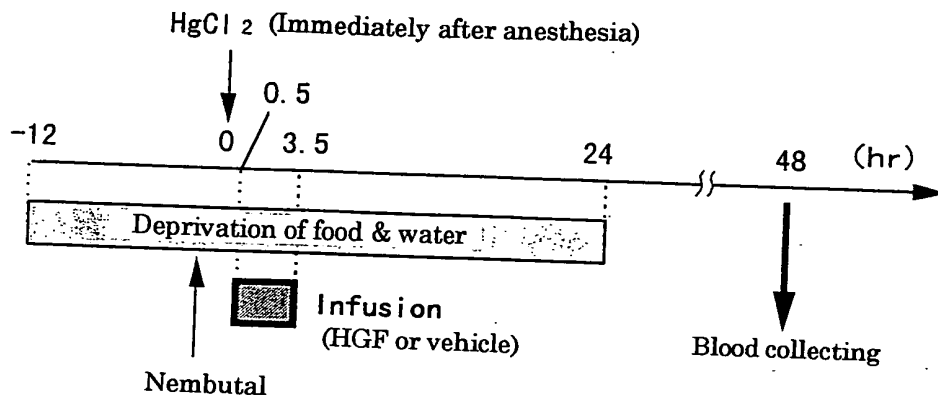 HgCl 2 (Immediately after anesthesia)
0.5
-12 0 3.5 24 48 (hr)
Deprivation of food & water
Infusion
(HGF or vehicle)
Blood collecting
Nembutal